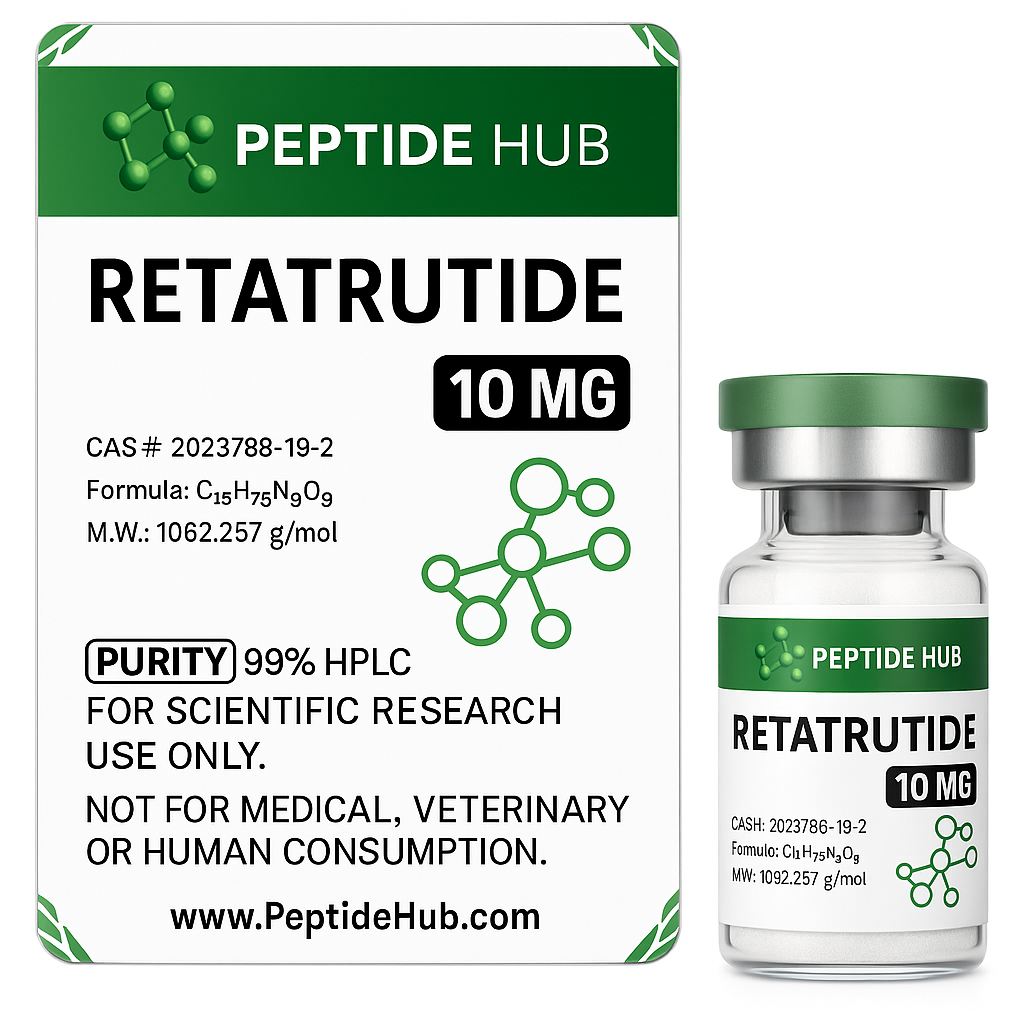 PEPTIDE HUB
RETATRUTIDE
10 MG
CAS# 2023788-19-2
Formula: C₁₅H₇₅N₉O₉
M.W.: 1062.257 g/mol
PURITY 99% HPLC
FOR SCIENTIFIC RESEARCH
USE ONLY.
NOT FOR MEDICAL, VETERINARY
OR HUMAN CONSUMPTION.
www.PeptideHub.com
PEPTIDE HUB
RETATRUTIDE
10 MG
CASH: 2023786-19-2
Formulo: Cl₁H₇₅N₃O₉
MW: 1092.257 g/mol